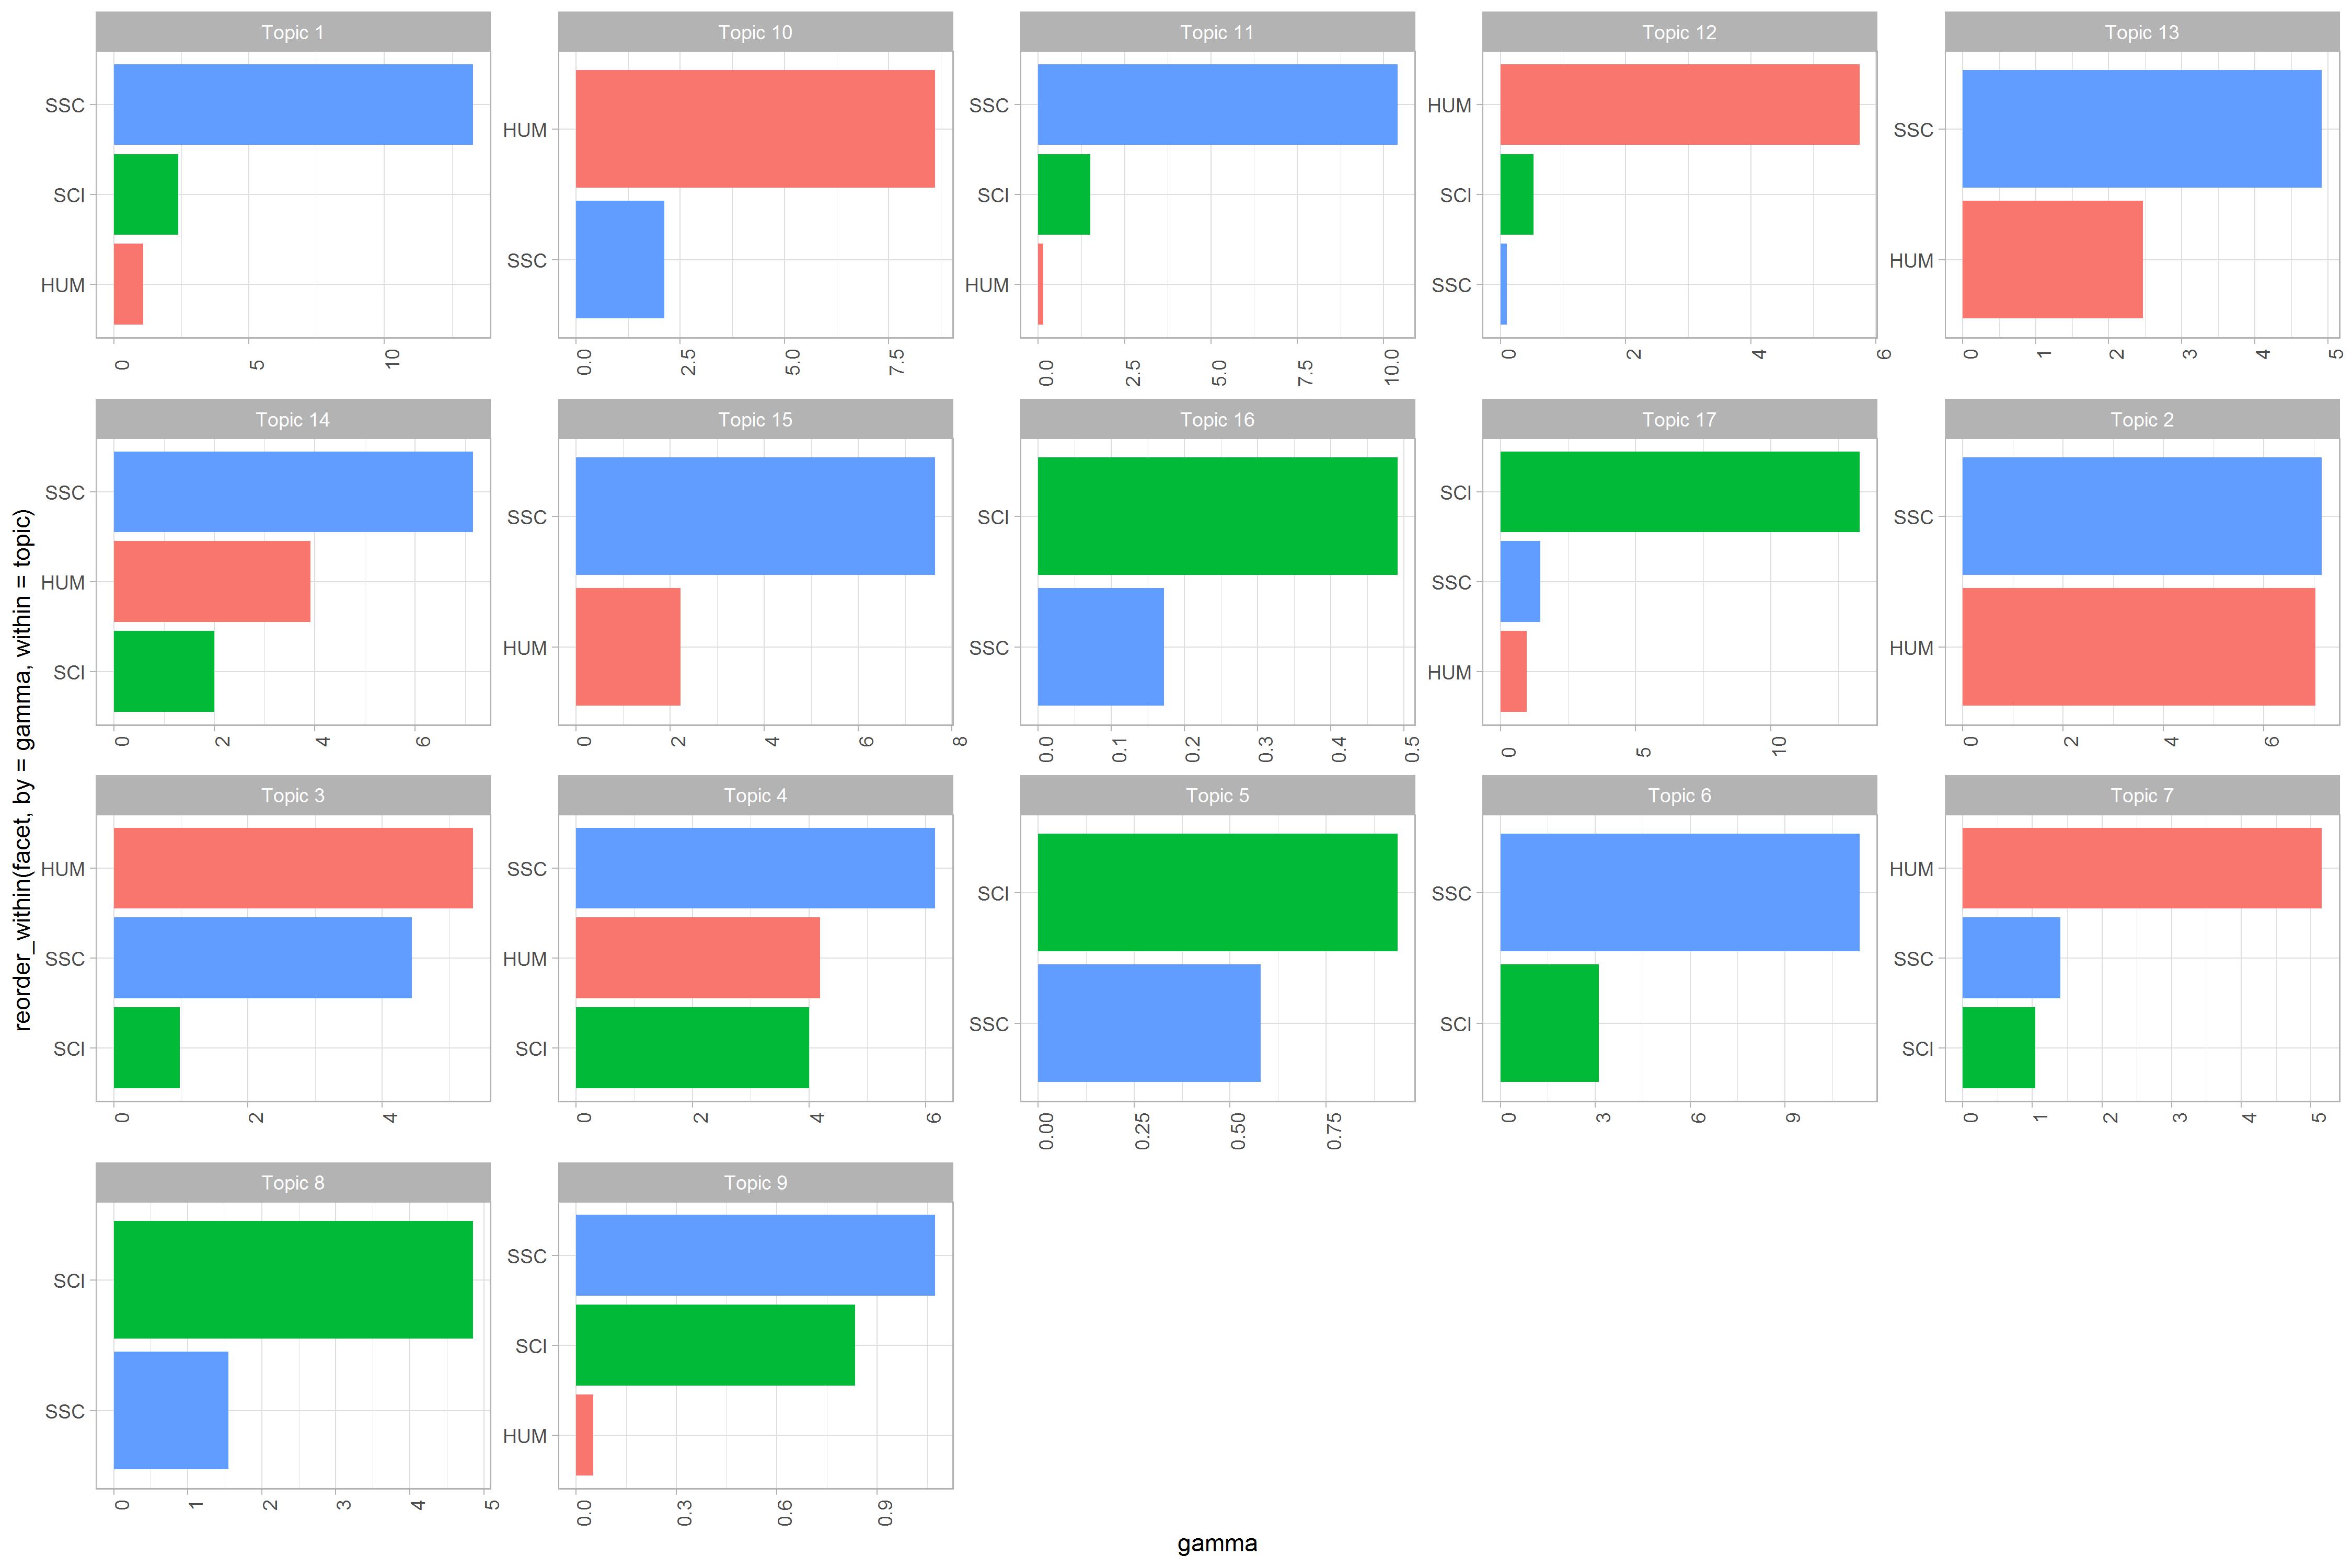 Topic 1
SSC
SCI
HUM
0 5 10
Topic 10
HUM
SSC
0.0 2.5 5.0 7.5
Topic 11
SSC
SCI
HUM
0.0 2.5 5.0 7.5 10.0
Topic 12
HUM
SCI
SSC
0 2 4 6
Topic 13
SSC
HUM
0 1 2 3 4 5
Topic 14
SSC
HUM
SCI
0 2 4 6
Topic 15
SSC
HUM
0 2 4 6 8
Topic 16
SCI
SSC
0.0 0.1 0.2 0.3 0.4 0.5
Topic 17
SCI
SSC
HUM
0 5 10
Topic 2
SSC
HUM
0 2 4 6
Topic 3
HUM
SSC
SCI
0 2 4
Topic 4
SSC
HUM
SCI
0 2 4 6
Topic 5
SCI
SSC
0.00 0.25 0.50 0.75
Topic 6
SSC
SCI
0 3 6 9
Topic 7
HUM
SSC
SCI
0 1 2 3 4 5
Topic 8
SCI
SSC
0 1 2 3 4 5
Topic 9
SSC
SCI
HUM
0.0 0.3 0.6 0.9
reorder_within(facet, by = gamma, within = topic)
gamma